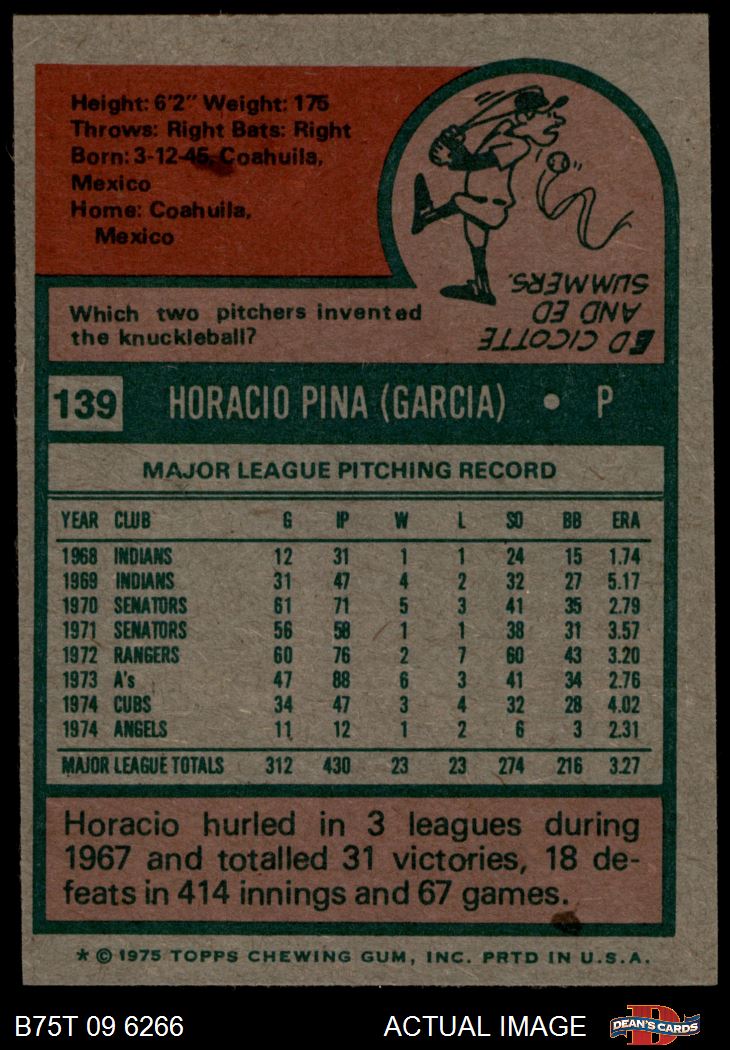 Height: 6'2" Weight: 175
Throws: Right Bats: Right
Born: 3-12-45, Coahuila,
Mexico
Home: Coahuila,
Mexico
Which two pitchers invented
the knuckleball?
ED CICOTTE
AND ED
SUMMERS.
139 HORACIO PINA (GARCIA) • P
MAJOR LEAGUE PITCHING RECORD
YEAR CLUB G IP W L SO BB ERA
1968 INDIANS 12 31 1 1 24 15 1.74
1969 INDIANS 31 47 4 2 32 27 5.17
1970 SENATORS 61 71 5 3 41 35 2.79
1971 SENATORS 56 58 1 1 38 31 3.57
1972 RANGERS 60 76 2 7 60 43 3.20
1973 A's 47 88 6 3 41 34 2.76
1974 CUBS 34 47 3 4 32 28 4.02
1974 ANGELS 11 12 1 2 6 3 2.31
MAJOR LEAGUE TOTALS 312 430 23 23 274 216 3.27
Horacio hurled in 3 leagues during
1967 and totalled 31 victories, 18 de-
feats in 414 innings and 67 games.
* © 1975 TOPPS CHEWING GUM, INC. PRTD IN U.S.A.
B75T 09 6266 ACTUAL IMAGE D DEAN'S CARDS